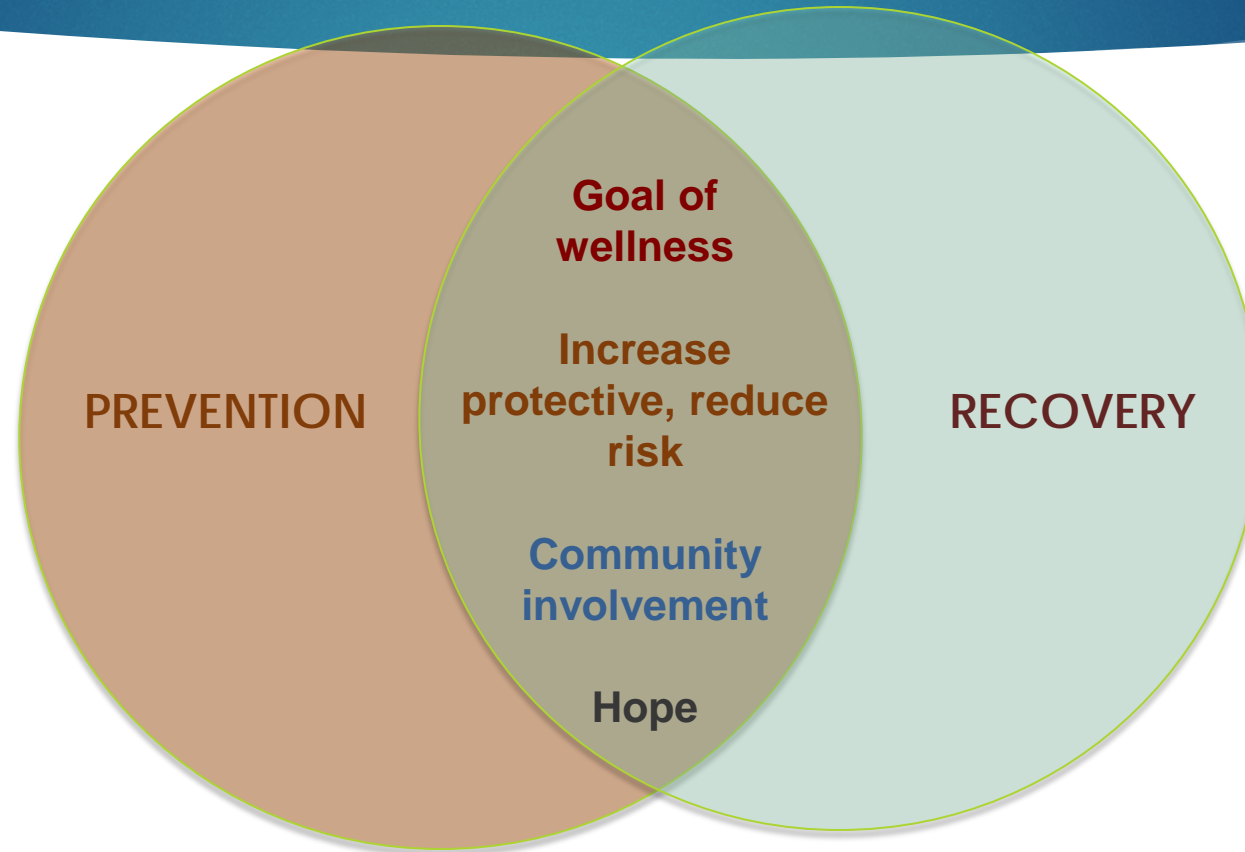 Goal of
wellness
Increase
protective, reduce
risk
PREVENTION
RECOVERY
Community
involvement
Hope